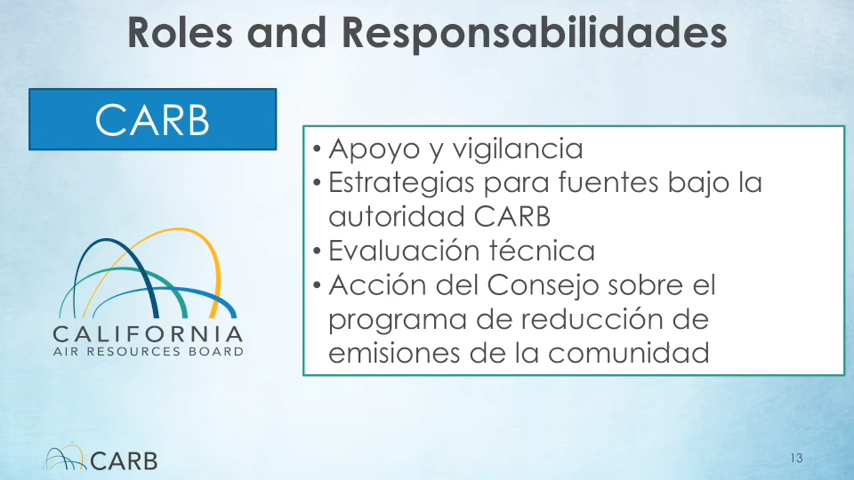 Roles and Responsabilidades
CARB
• Apoyo y vigilancia
• Estrategias para fuentes bajo la
autoridad CARB
• Evaluación técnica
• Acción del Consejo sobre el
programa de reducción de
emisiones de la comunidad
CALIFORNIA
AIR RESOURCES BOARD
CARB
13